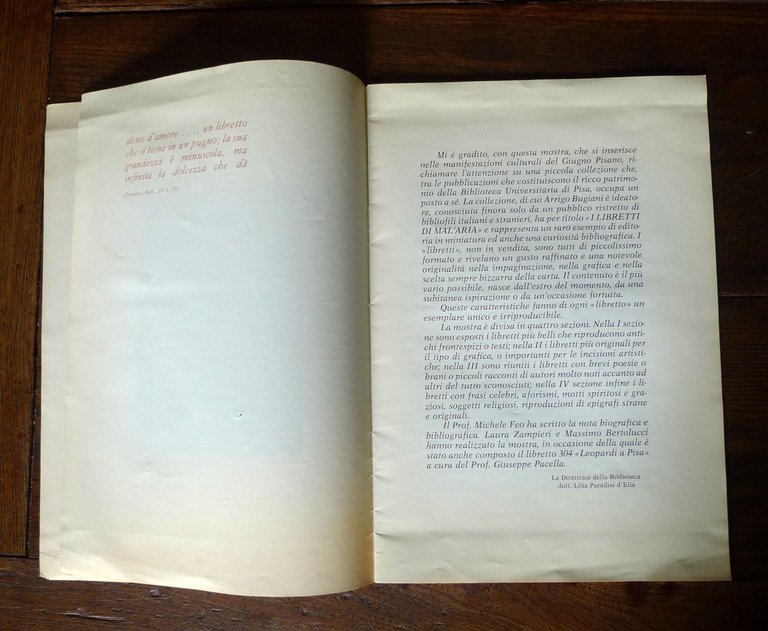 dono d'amore . . ., un libretto
che si tiene in un pugno: la sua
grandezza è minuscola, ma
infinita la dolcezza che dà
Mi è gradito, con questa mostra, che si inserisce
nelle manifestazioni culturali del Giugno Pisano, ri-
chiamare l'attenzione su una piccola collezione che,
tra le pubblicazioni che costituiscono il ricco patrimo-
nio della Biblioteca Universitaria di Pisa, occupa un
posto a sé. La collezione, di cui Arrigo Bugiani è ideato-
re, conosciuta finora solo da un pubblico ristretto di
bibliofili italiani e stranieri, ha per titolo «I LIBRETTI
DI MAL'ARIA» e rappresenta un raro esempio di edito-
ria in miniatura ed anche una curiosità bibliografica. I
«libretti», non in vendita, sono tutti di piccolissimo
formato e rivelano un gusto raffinato e una notevole
originalità nella impaginazione, nella grafica e nella
scelta sempre bizzarra della carta. Il contenuto è il più
vario possibile, nasce dall'estro del momento, da una
subitanea ispirazione o da un'occasione fortuita.
Queste caratteristiche fanno di ogni «libretto» un
esemplare unico e irriproducibile.
La mostra è divisa in quattro sezioni. Nella I sezio-
ne sono esposti i libretti più belli che riproducono anti-
chi frontespizi o testi; nella II i libretti più originali per
il tipo di grafica, o importanti per le incisioni artisti-
che; nella III sono riuniti i libretti con brevi poesie o
brani o piccoli racconti di autori molto noti accanto ad
altri del tutto sconosciuti; nella IV sezione infine i li-
bretti con frasi celebri, aforismi, motti spiritosi e gra-
ziosi, soggetti religiosi, riproduzioni di epigrafi strane
e originali.
Il Prof. Michele Feo ha scritto la nota biografica e
bibliografica. Laura Zampieri e Massimo Bertolucci
hanno realizzato la mostra, in occasione della quale è
stato anche composto il libretto 304 «Leopardi a Pisa»
a cura del Prof. Giuseppe Pacella.
La Direttrice della Biblioteca
dott. Lilia Paradisi d'Elia